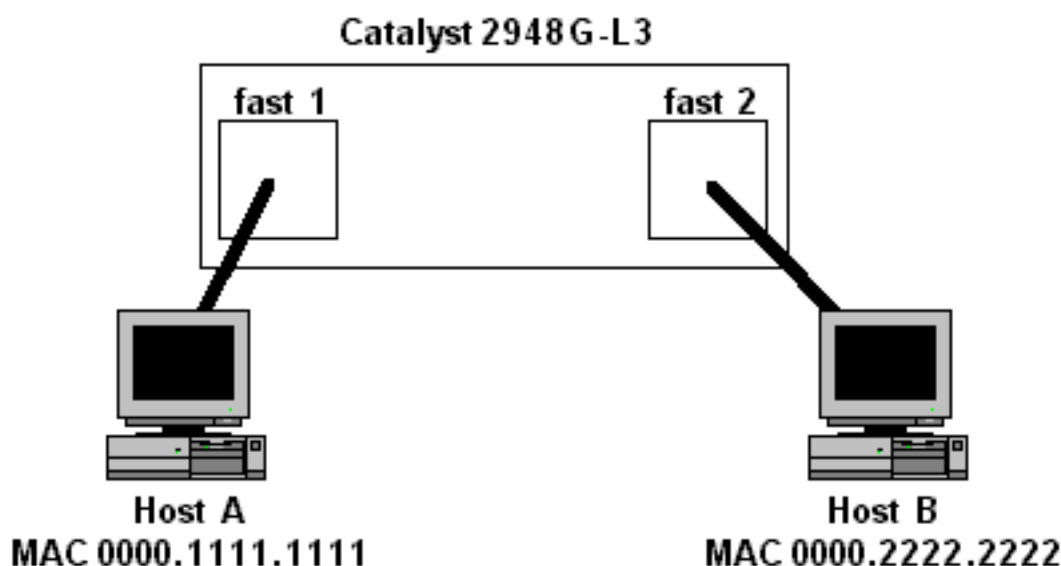 Catalyst 2948G-L3
fast 1
fast 2
Host A
MAC 0000.1111.1111
Host B
MAC 0000.2222.2222